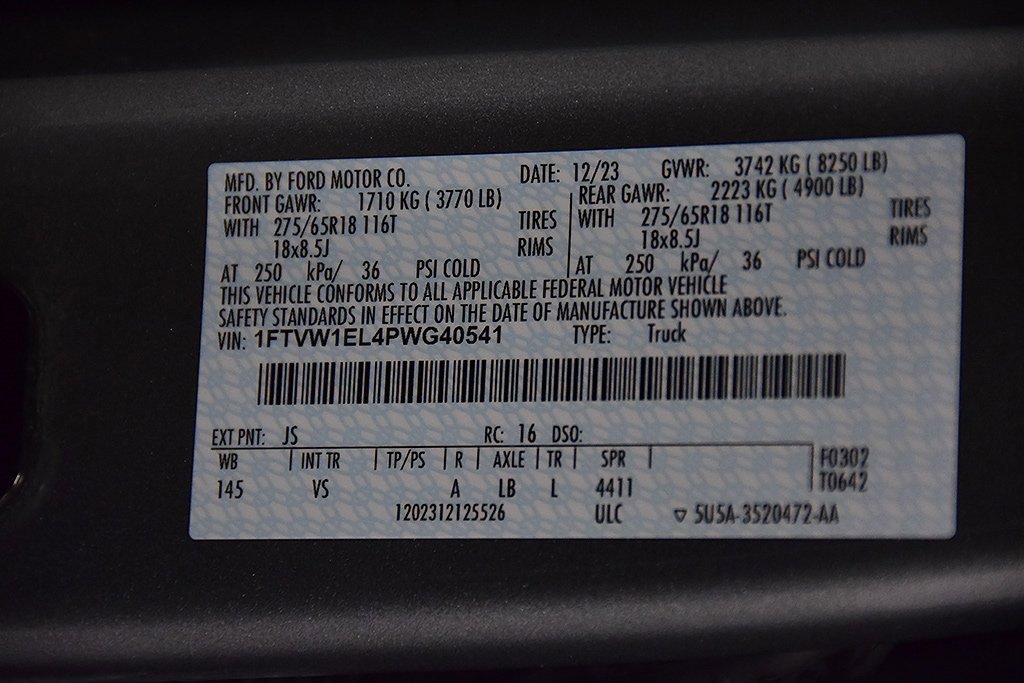 MFD. BY FORD MOTOR CO. DATE: 12/23 GVWR: 3742 KG ( 8250 LB)
FRONT GAWR: 1710 KG ( 3770 LB) REAR GAWR: 2223 KG ( 4900 LB)
WITH 275/65R18 116T TIRES WITH 275/65R18 116T TIRES
18x8.5J RIMS 18x8.5J RIMS
AT 250 kPa/ 36 PSI COLD AT 250 kPa/ 36 PSI COLD
THIS VEHICLE CONFORMS TO ALL APPLICABLE FEDERAL MOTOR VEHICLE
SAFETY STANDARDS IN EFFECT ON THE DATE OF MANUFACTURE SHOWN ABOVE.
VIN: 1FTVW1EL4PWG40541 TYPE: Truck
EXT PNT: JS RC: 16 DSO:
WB INT TR TP/PS R AXLE TR SPR F0302
145 VS A LB L 4411 T0642
1202312125526 ULC ▽ 5U5A-3520472-AA